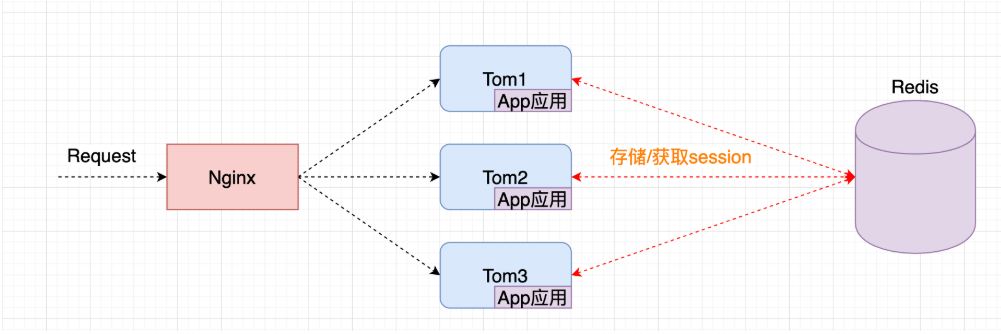 Request
Nginx
Tom1
App应用
Tom2
App应用
Tom3
App应用
存储/获取session
Redis